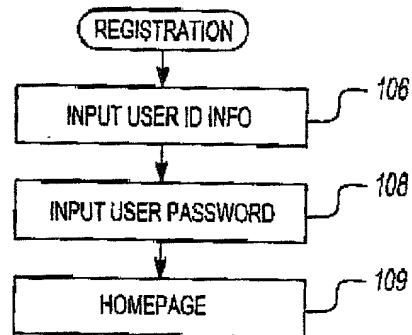 REGISTRATION
INPUT USER ID INFO
106
INPUT USER PASSWORD
108
HOMEPAGE
109